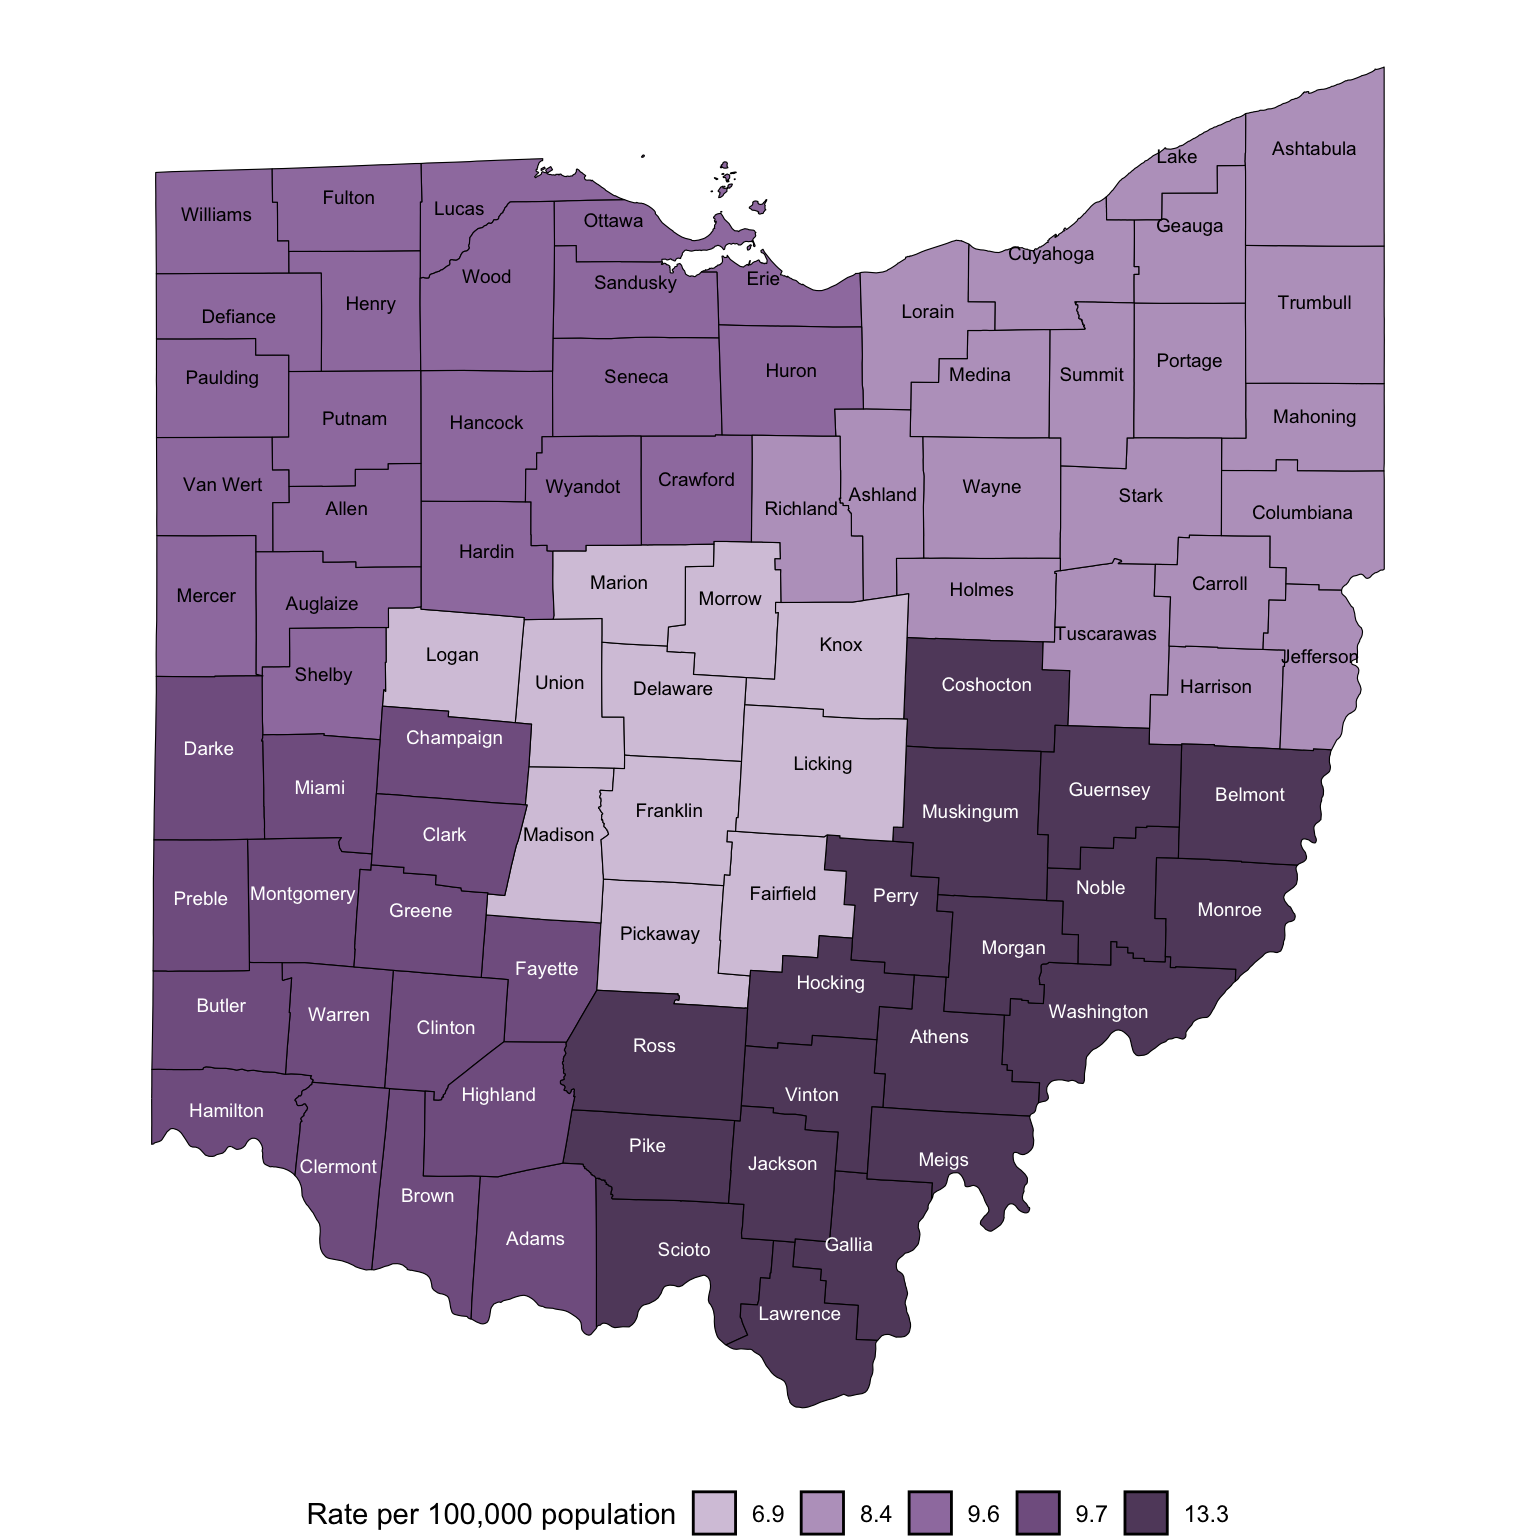 Ashtabula
Lake
Williams
Fulton
Lucas
Ottawa
Geauga
Cuyahoga
Wood
Sandusky
Erie
Defiance
Henry
Lorain
Trumbull
Paulding
Seneca
Huron
Medina
Summit
Portage
Putnam
Hancock
Mahoning
Van Wert
Allen
Wyandot
Crawford
Richland
Ashland
Wayne
Stark
Columbiana
Hardin
Mercer
Auglaize
Marion
Morrow
Holmes
Carroll
Logan
Shelby
Union
Delaware
Knox
Coshocton
Tuscarawas
Harrison
Jefferson
Darke
Champaign
Miami
Licking
Guernsey
Belmont
Clark
Madison
Franklin
Muskingum
Preble
Montgomery
Greene
Fairfield
Perry
Noble
Monroe
Pickaway
Morgan
Fayette
Hocking
Butler
Warren
Clinton
Washington
Ross
Athens
Hamilton
Highland
Vinton
Clermont
Pike
Jackson
Meigs
Brown
Adams
Scioto
Gallia
Lawrence
Rate per 100,000 population 6.9 8.4 9.6 9.7 13.3